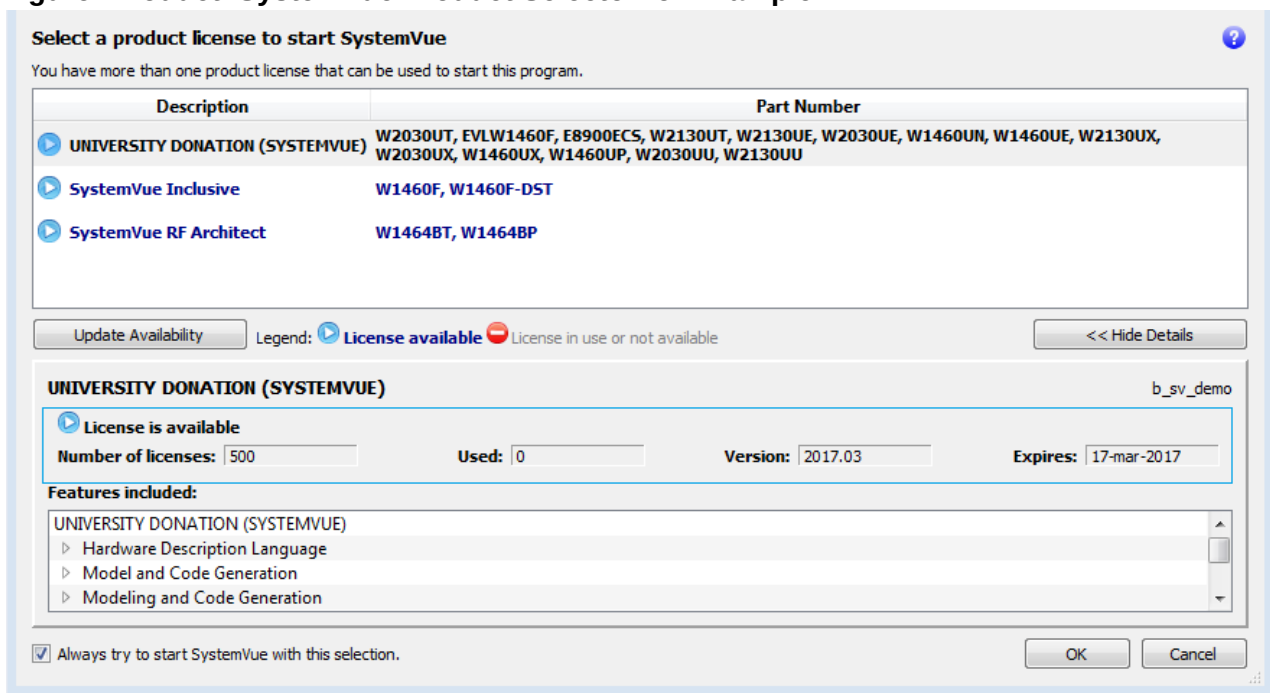 Select a product license to start SystemVue
You have more than one product license that can be used to start this program.
Description Part Number
UNIVERSITY DONATION (SYSTEMVUE) W2030UT, EVLW1460F, E8900ECS, W2130UT, W2130UE, W2030UE, W1460UN, W1460UE, W2130UX,
W2030UX, W1460UX, W1460UP, W2030UU, W2130UU
SystemVue Inclusive W1460F, W1460F-DST
SystemVue RF Architect W1464BT, W1464BP
Update Availability Legend: License available License in use or not available << Hide Details
UNIVERSITY DONATION (SYSTEMVUE) b_sv_demo
License is available
Number of licenses: 500 Used: 0 Version: 2017.03 Expires: 17-mar-2017
Features included:
UNIVERSITY DONATION (SYSTEMVUE)
Hardware Description Language
Model and Code Generation
Modeling and Code Generation
Always try to start SystemVue with this selection. OK Cancel